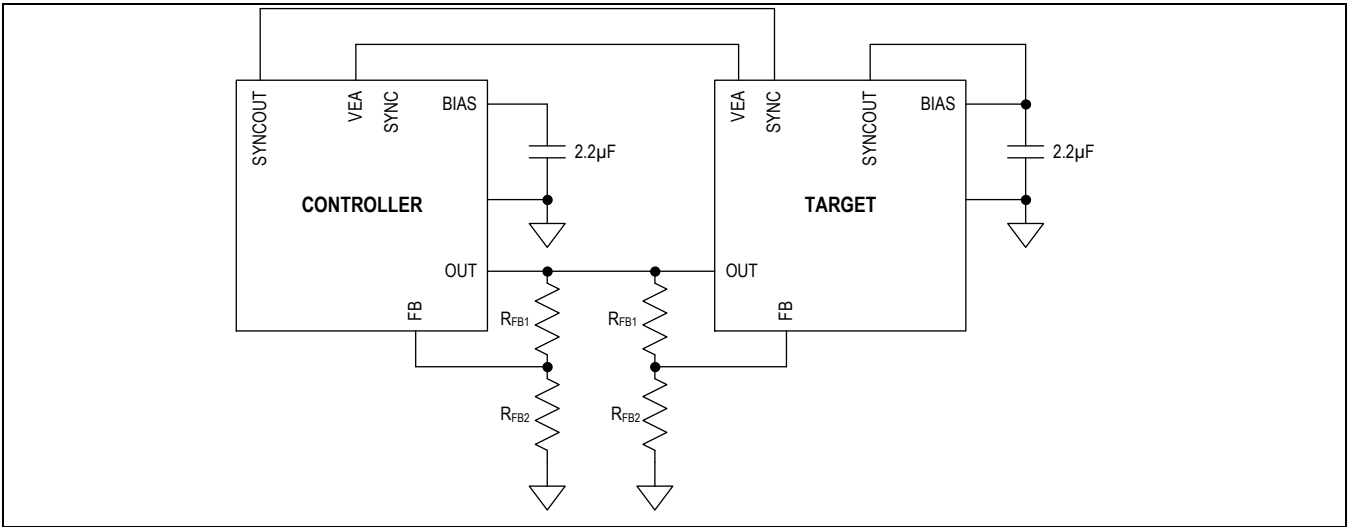 SYNCOUT
VEA
SYNC
BIAS
2.2µF
CONTROLLER
OUT
FB
VEA
SYNC
SYNCOUT
BIAS
2.2µF
TARGET
OUT
FB
RFB1
RFB1
RFB2
RFB2